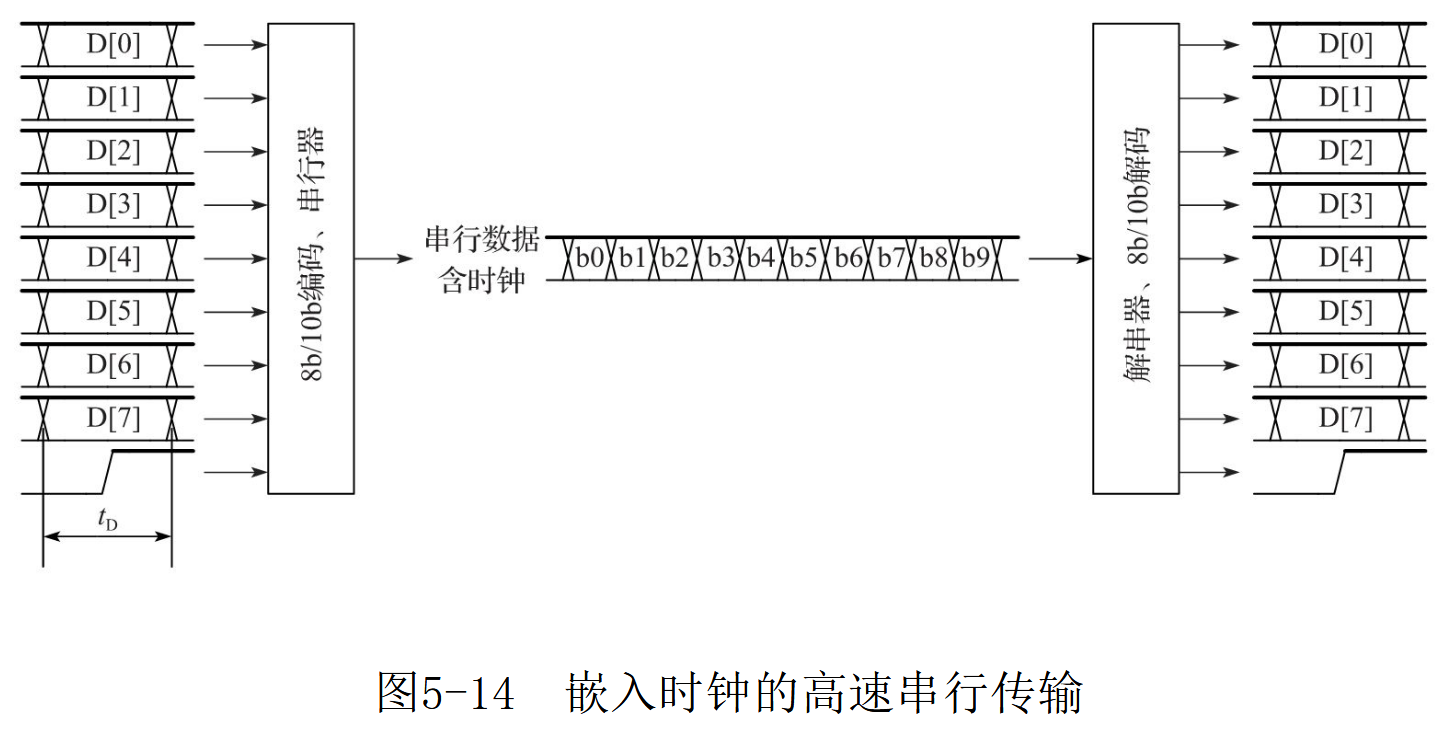 D[0]
D[1]
D[2]
D[3]
D[4]
D[5]
D[6]
D[7]
tD
8b/10b编码、串行器
串行数据
含时钟
b0 b1 b2 b3 b4 b5 b6 b7 b8 b9
解串器、8b/10b解码
D[0]
D[1]
D[2]
D[3]
D[4]
D[5]
D[6]
D[7]
图5-14 嵌入时钟的高速串行传输